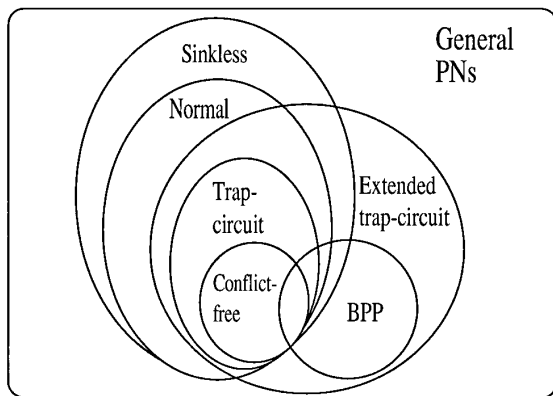 General
PNs
Sinkless
Normal
Extended
trap-circuit
Trap-
circuit
Conflict-
free
BPP